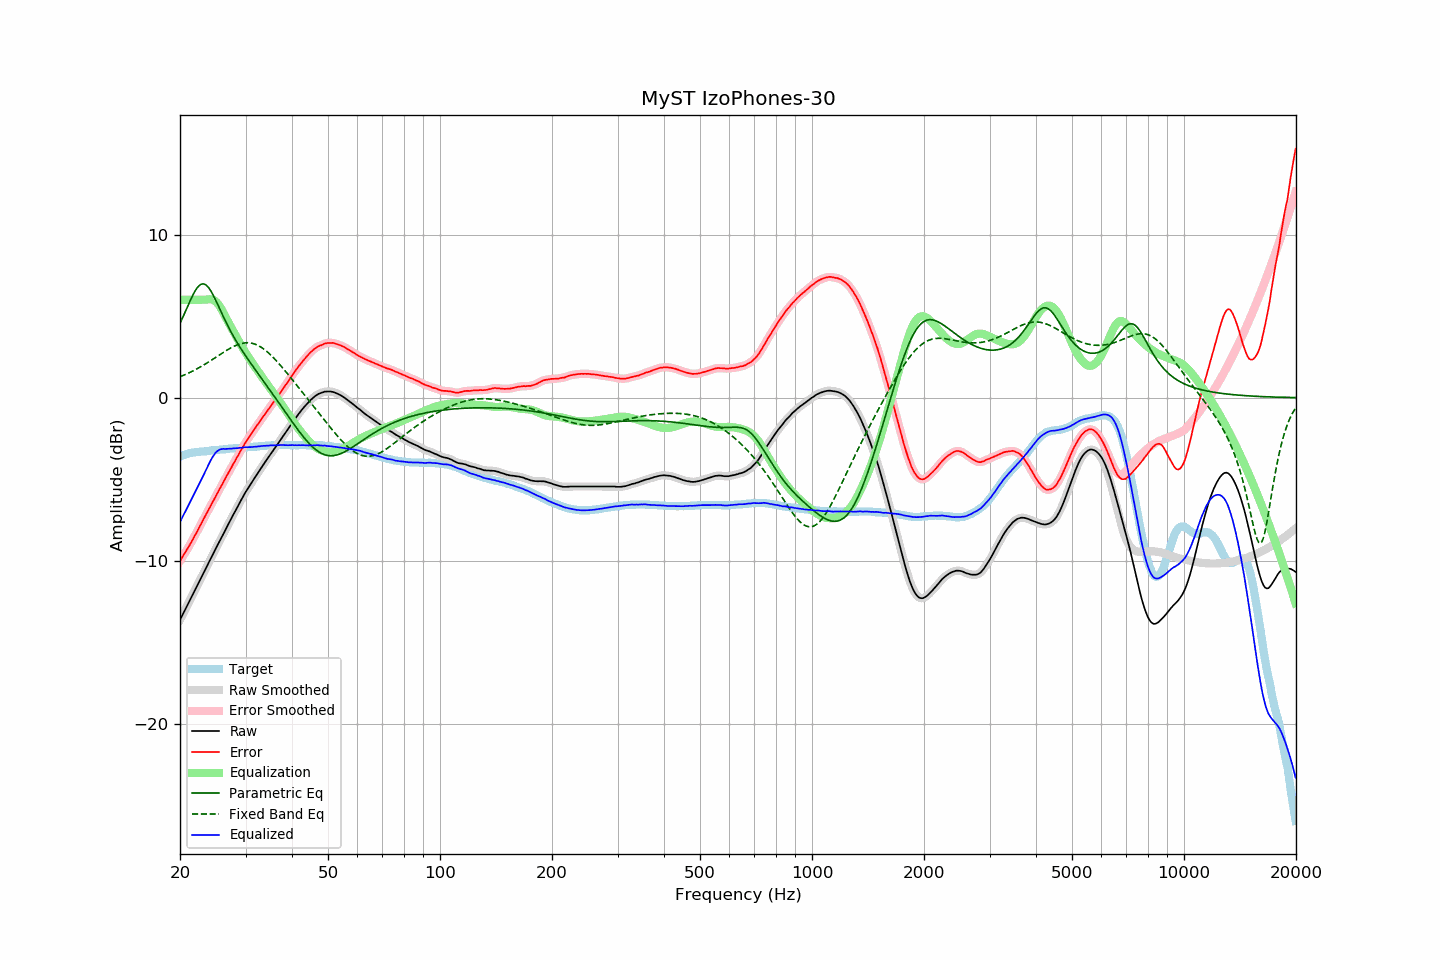 MyST IzoPhones-30
Amplitude (dBr)
10
0
−10
−20
Target
Raw Smoothed
Error Smoothed
Raw
Error
Equalization
Parametric Eq
Fixed Band Eq
Equalized
20 50 100 200 500 1000 2000 5000 10000 20000
Frequency (Hz)